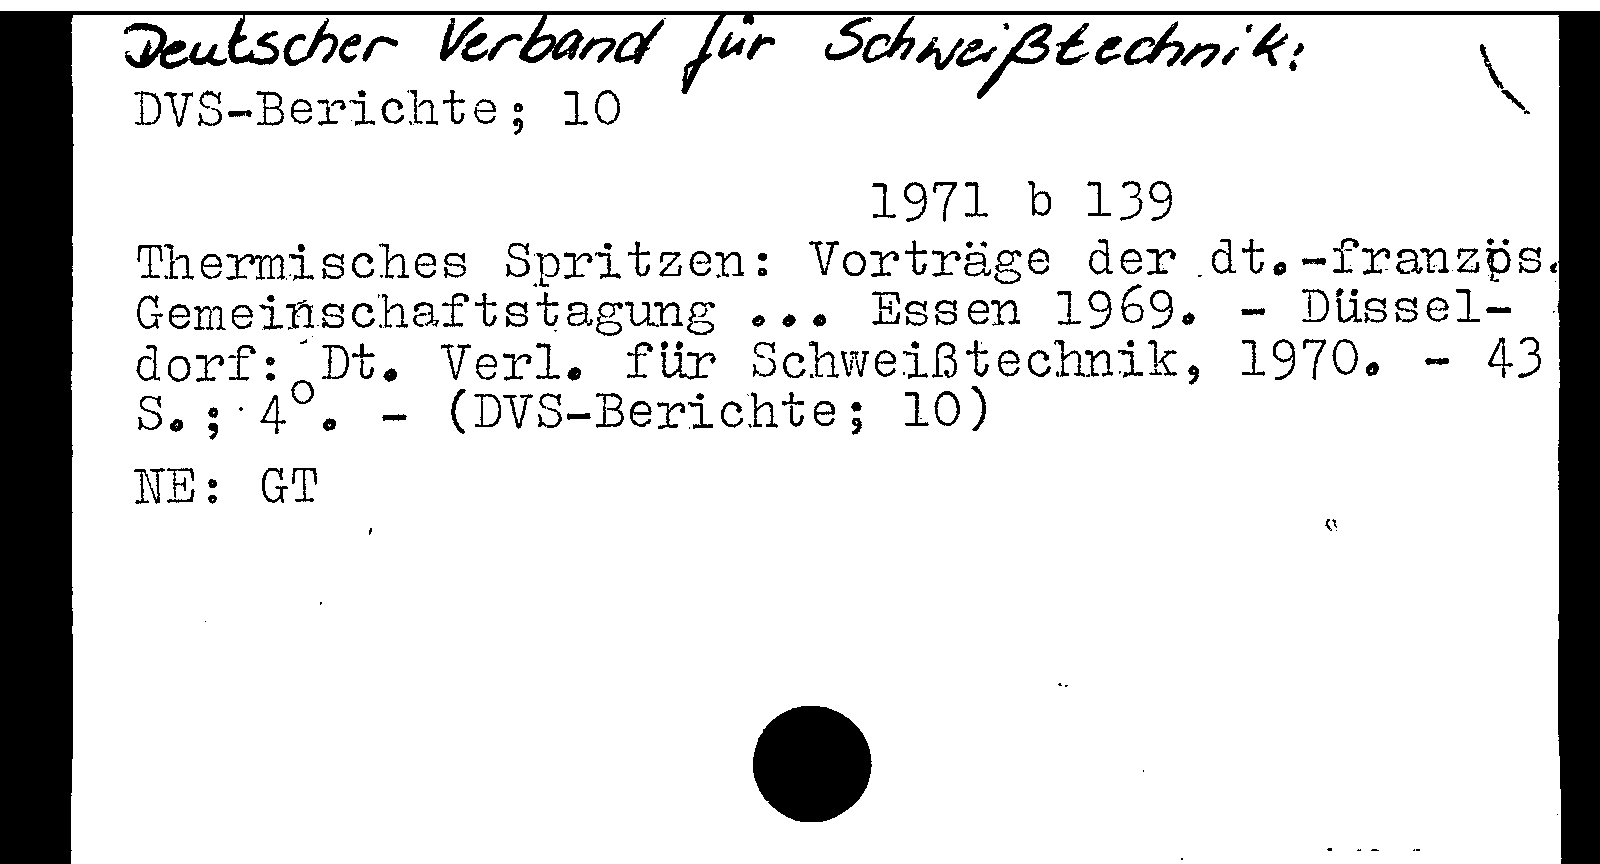 Deutscher Verband für Schweißtechnik:
DVS-Berichte; 10
1971 b 139
Thermisches Spritzen: Vorträge der dt.-französ.
Gemeinschaftstagung ... Essen 1969. - Düssel-
dorf: Dt. Verl. für Schweißtechnik, 1970. - 43
S.; 4°. - (DVS-Berichte; 10)
NE: GT